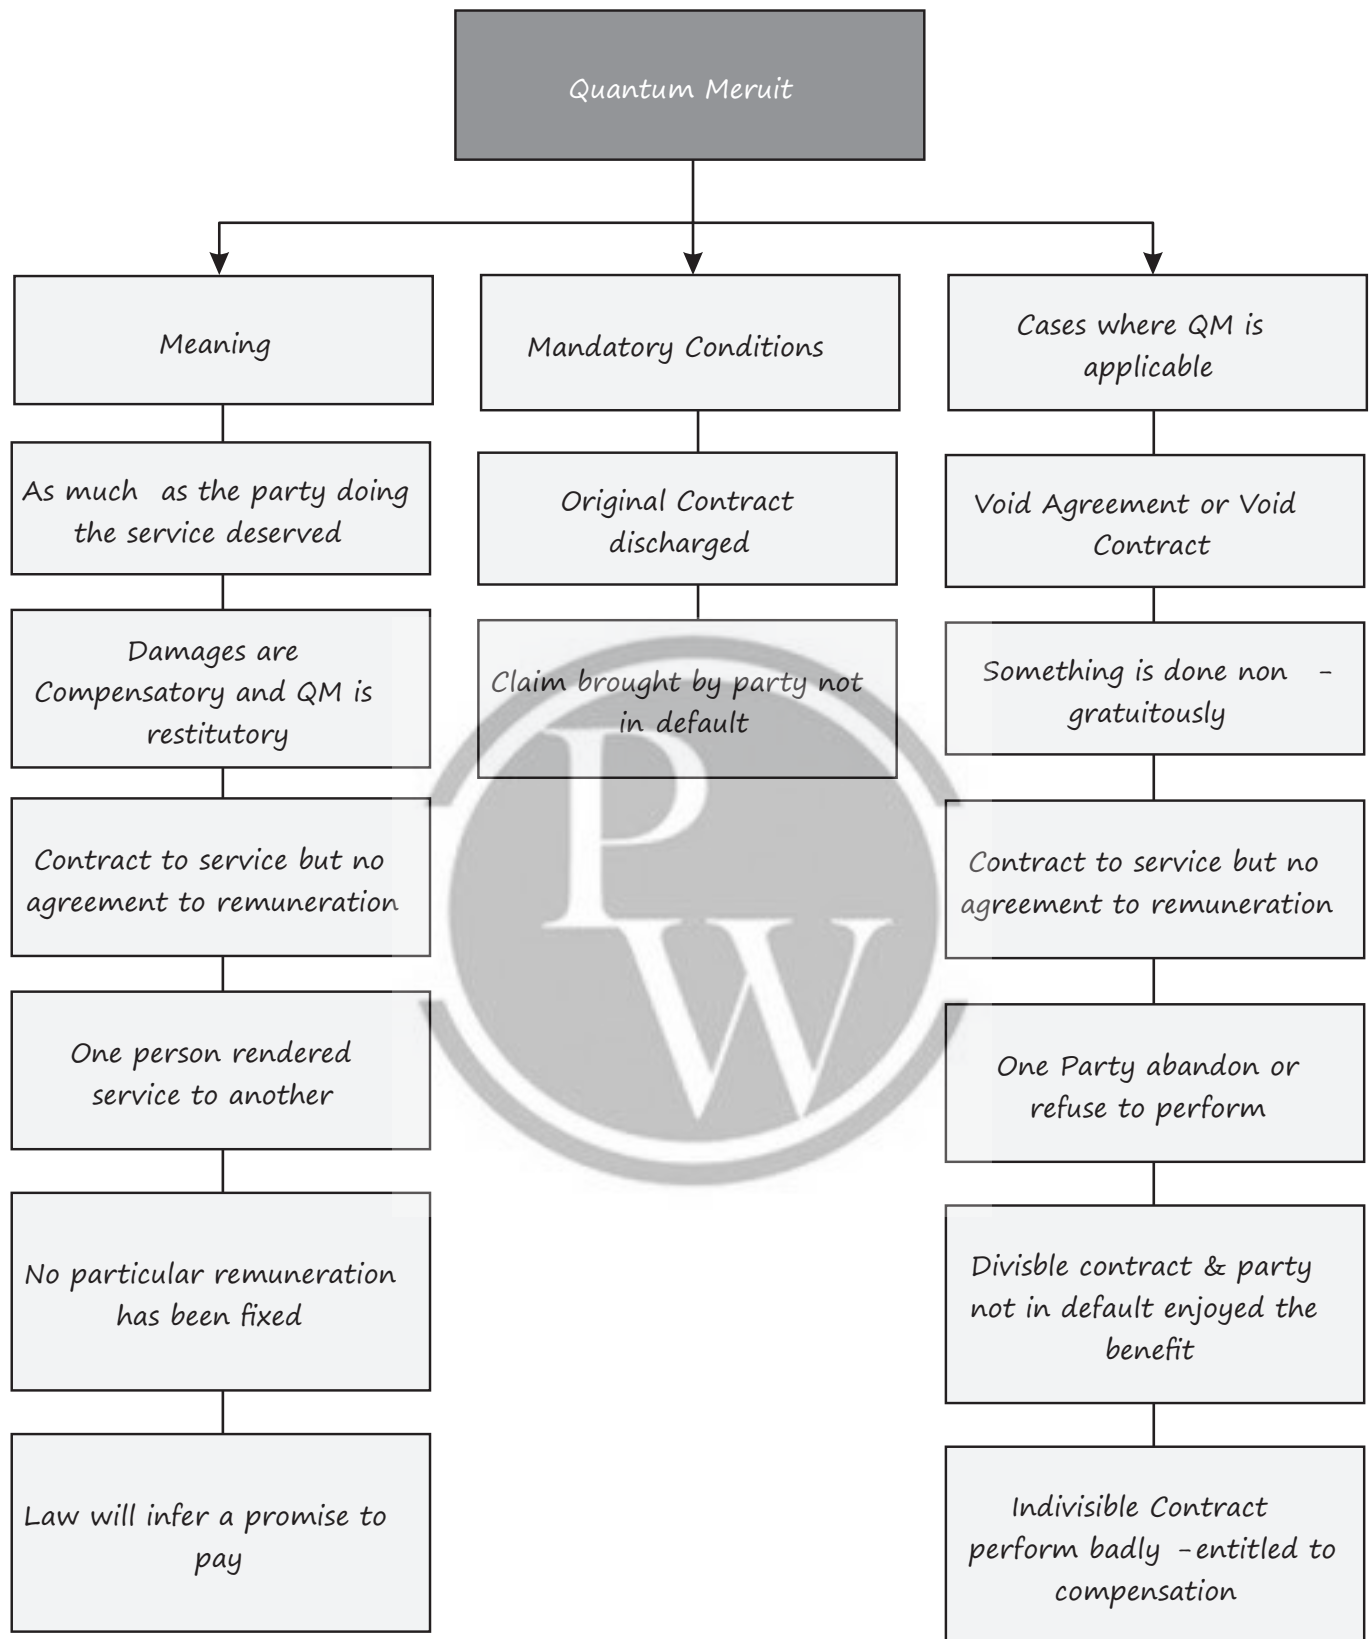 Quantum Meruit
Meaning
As much as the party doing
the service deserved
Damages are
Compensatory and QM is
restitutory
Contract to service but no
agreement to remuneration
One person rendered
service to another
No particular remuneration
has been fixed
Law will infer a promise to
pay
Mandatory Conditions
Original Contract
discharged
Claim brought by party not
in default
Cases where QM is
applicable
Void Agreement or Void
Contract
Something is done non -
gratuitously
Contract to service but no
agreement to remuneration
One Party abandon or
refuse to perform
Divisble contract & party
not in default enjoyed the
benefit
Indivisible Contract
perform badly -entitled to
compensation
PW